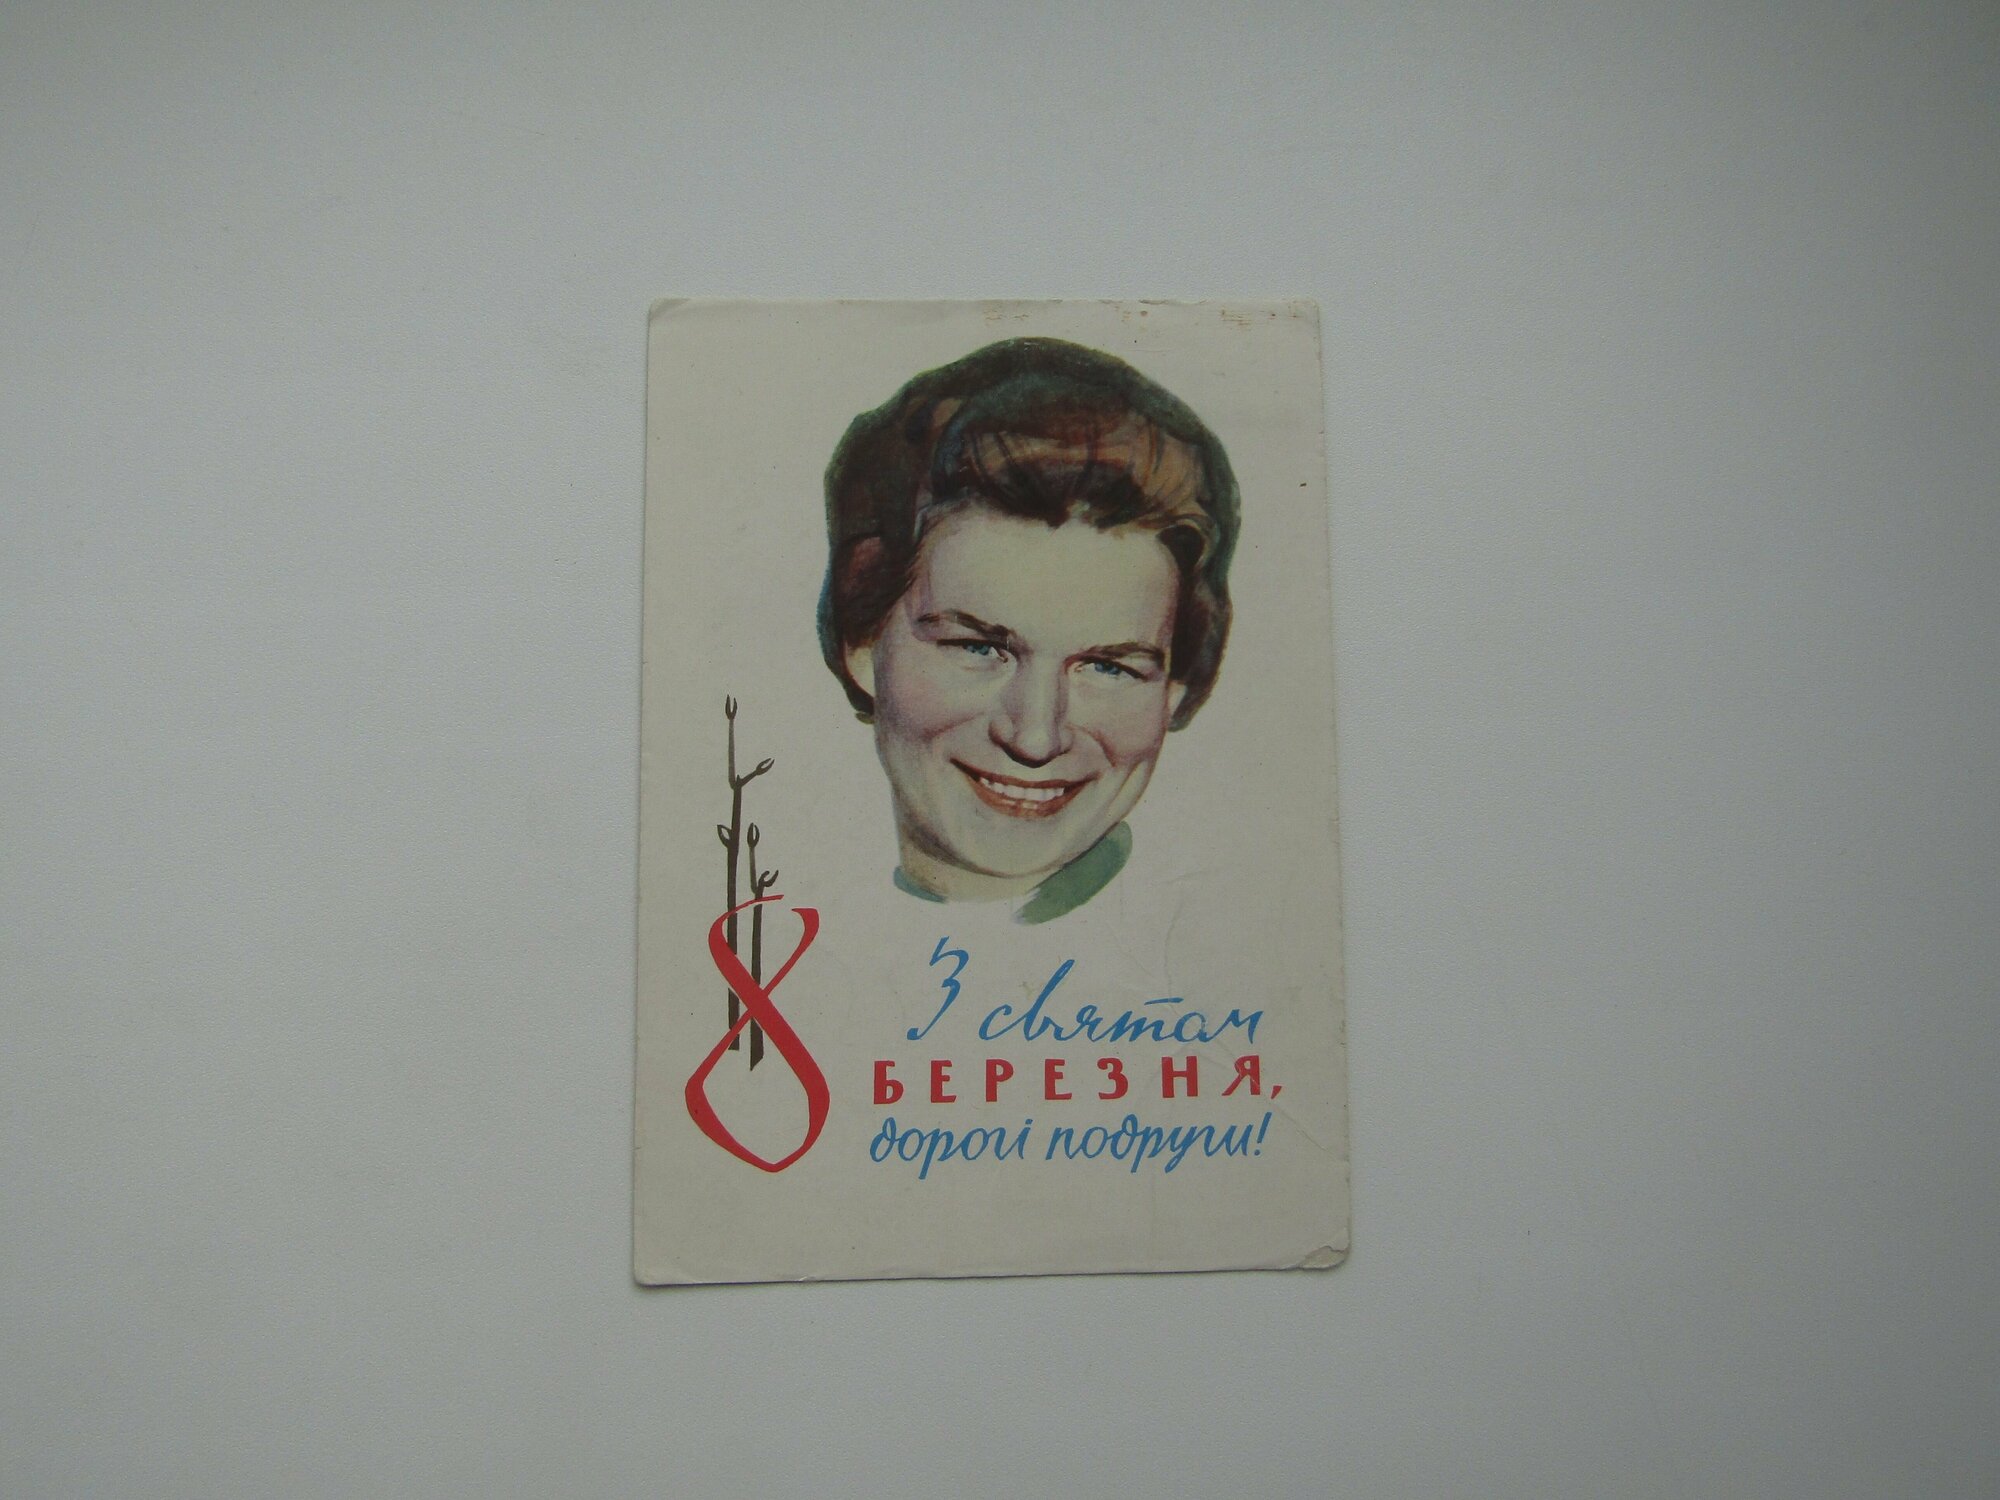 З святом
8 БЕРЕЗНЯ,
дорогі подруги!